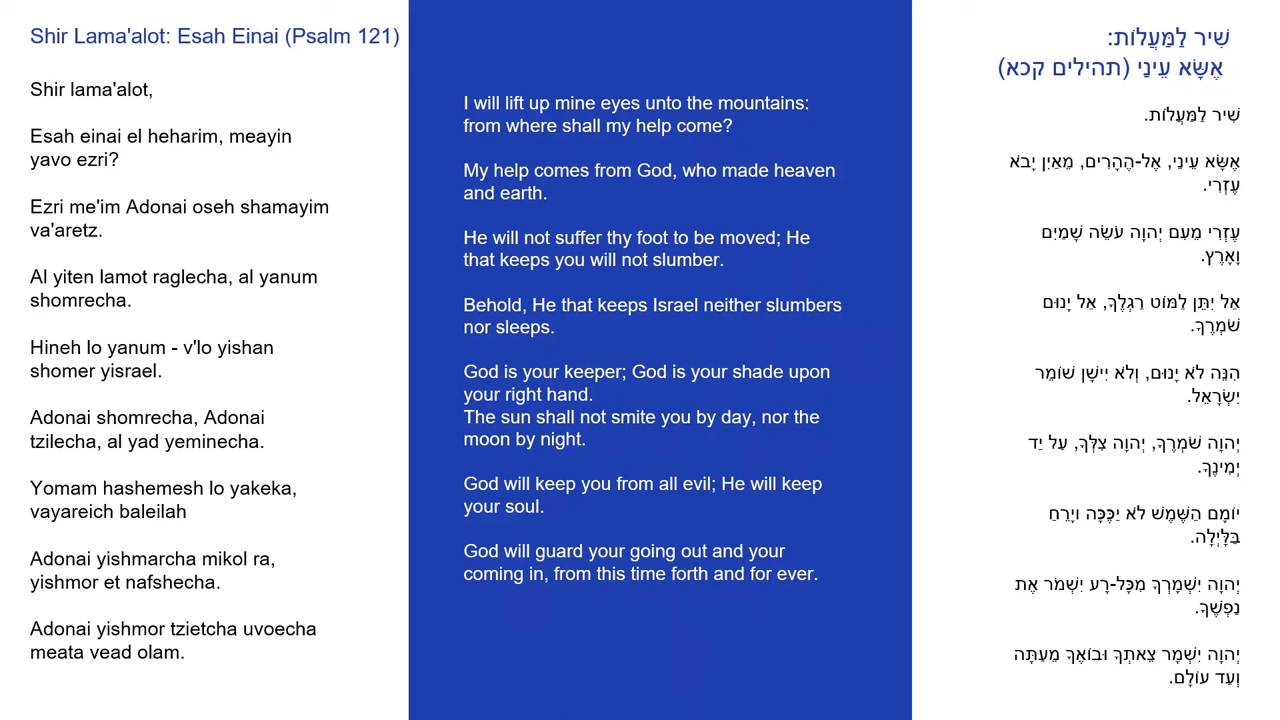 Shir Lama'alot: Esah Einai (Psalm 121)
Shir lama'alot,
Esah einai el heharim, meayin
yavo ezri?
Ezri me'im Adonai oseh shamayim
va'aretz.
Al yiten lamot raglecha, al yanum
shomrecha.
Hineh lo yanum - v'lo yishan
shomer yisrael.
Adonai shomrecha, Adonai
tzilecha, al yad yeminecha.
Yomam hashemesh lo yakeka,
vayareich baleilah
Adonai yishmarcha mikol ra,
yishmor et nafshecha.
Adonai yishmor tzietcha uvoecha
meata vead olam.
I will lift up mine eyes unto the mountains:
from where shall my help come?
My help comes from God, who made heaven
and earth.
He will not suffer thy foot to be moved; He
that keeps you will not slumber.
Behold, He that keeps Israel neither slumbers
nor sleeps.
God is your keeper; God is your shade upon
your right hand.
The sun shall not smite you by day, nor the
moon by night.
God will keep you from all evil; He will keep
your soul.
God will guard your going out and your
coming in, from this time forth and for ever.
שִׁיר לַמַּעֲלוֹת:
אֶשָּׂא עֵינַי (תהילים קכא)
שִׁיר לַמַּעֲלוֹת.
אֶשָּׂא עֵינַי, אֶל-הֶהָרִים, מֵאַיִן יָבֹא
עֶזְרִי.
עֶזְרִי מֵעִם יְהוָה עֹשֵׂה שָׁמַיִם
וָאָרֶץ.
אַל יִתֵּן לַמּוֹט רַגְלֶךָ, אַל יָנוּם
שֹׁמְרֶךָ.
הִנֵּה לֹא יָנוּם, וְלֹא יִישָׁן שׁוֹמֵר
יִשְׂרָאֵל.
יְהוָה שֹׁמְרֶךָ, יְהוָה צִלְּךָ, עַל יַד
יְמִינֶךָ.
יוֹמָם הַשֶּׁמֶשׁ לֹא יַכֶּכָּה וְיָרֵחַ
בַּלָּיְלָה.
יְהוָה יִשְׁמָרְךָ מִכָּל-רָע יִשְׁמֹר אֶת
נַפְשֶׁךָ.
יְהוָה יִשְׁמָר צֵאתְךָ וּבוֹאֶךָ מֵעַתָּה
וְעַד עוֹלָם.